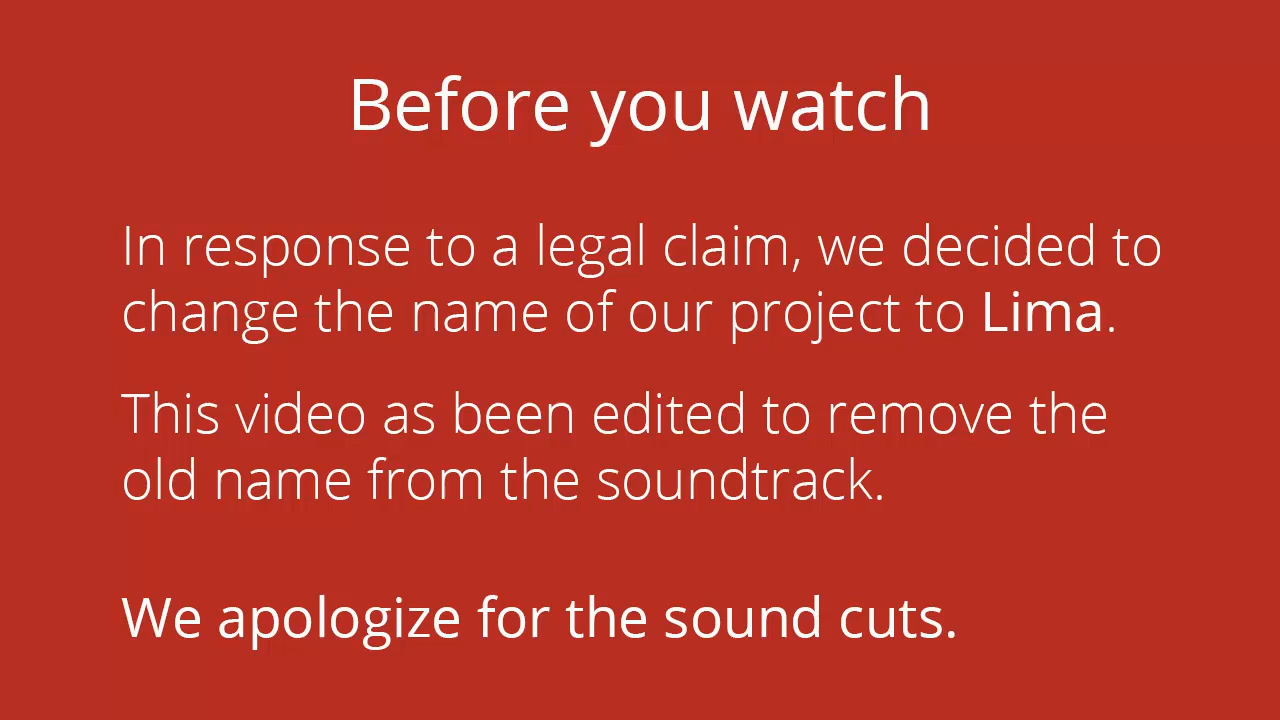 Before you watch
In response to a legal claim, we decided to
change the name of our project to Lima.
This video as been edited to remove the
old name from the soundtrack.
We apologize for the sound cuts.